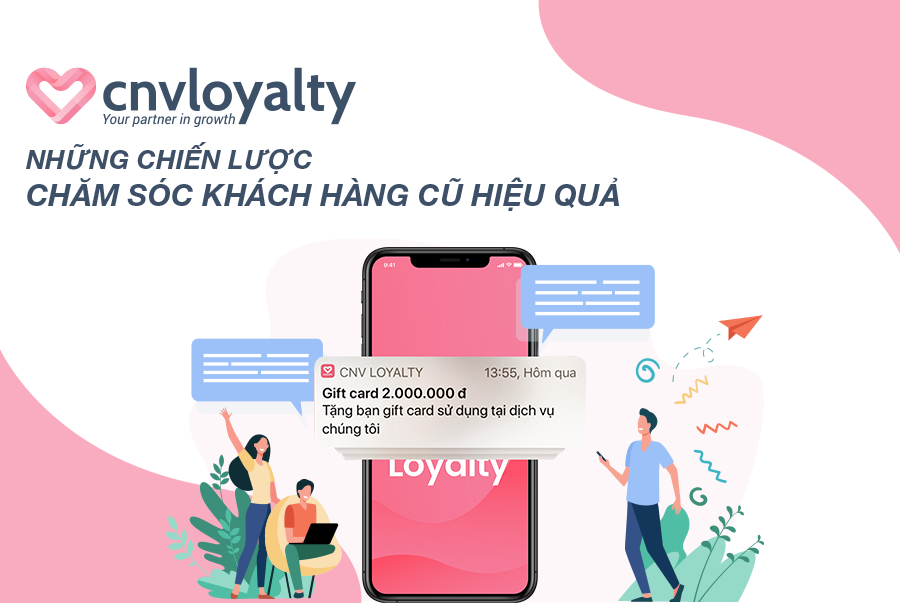 cnvloyalty
Your partner in growth
NHỮNG CHIẾN LƯỢC
CHĂM SÓC KHÁCH HÀNG CŨ HIỆU QUẢ
9:41
CNV LOYALTY 13:55, Hôm qua
Gift card 2.000.000 đ
Tặng bạn gift card sử dụng tại dịch vụ
chúng tôi
Loyalty